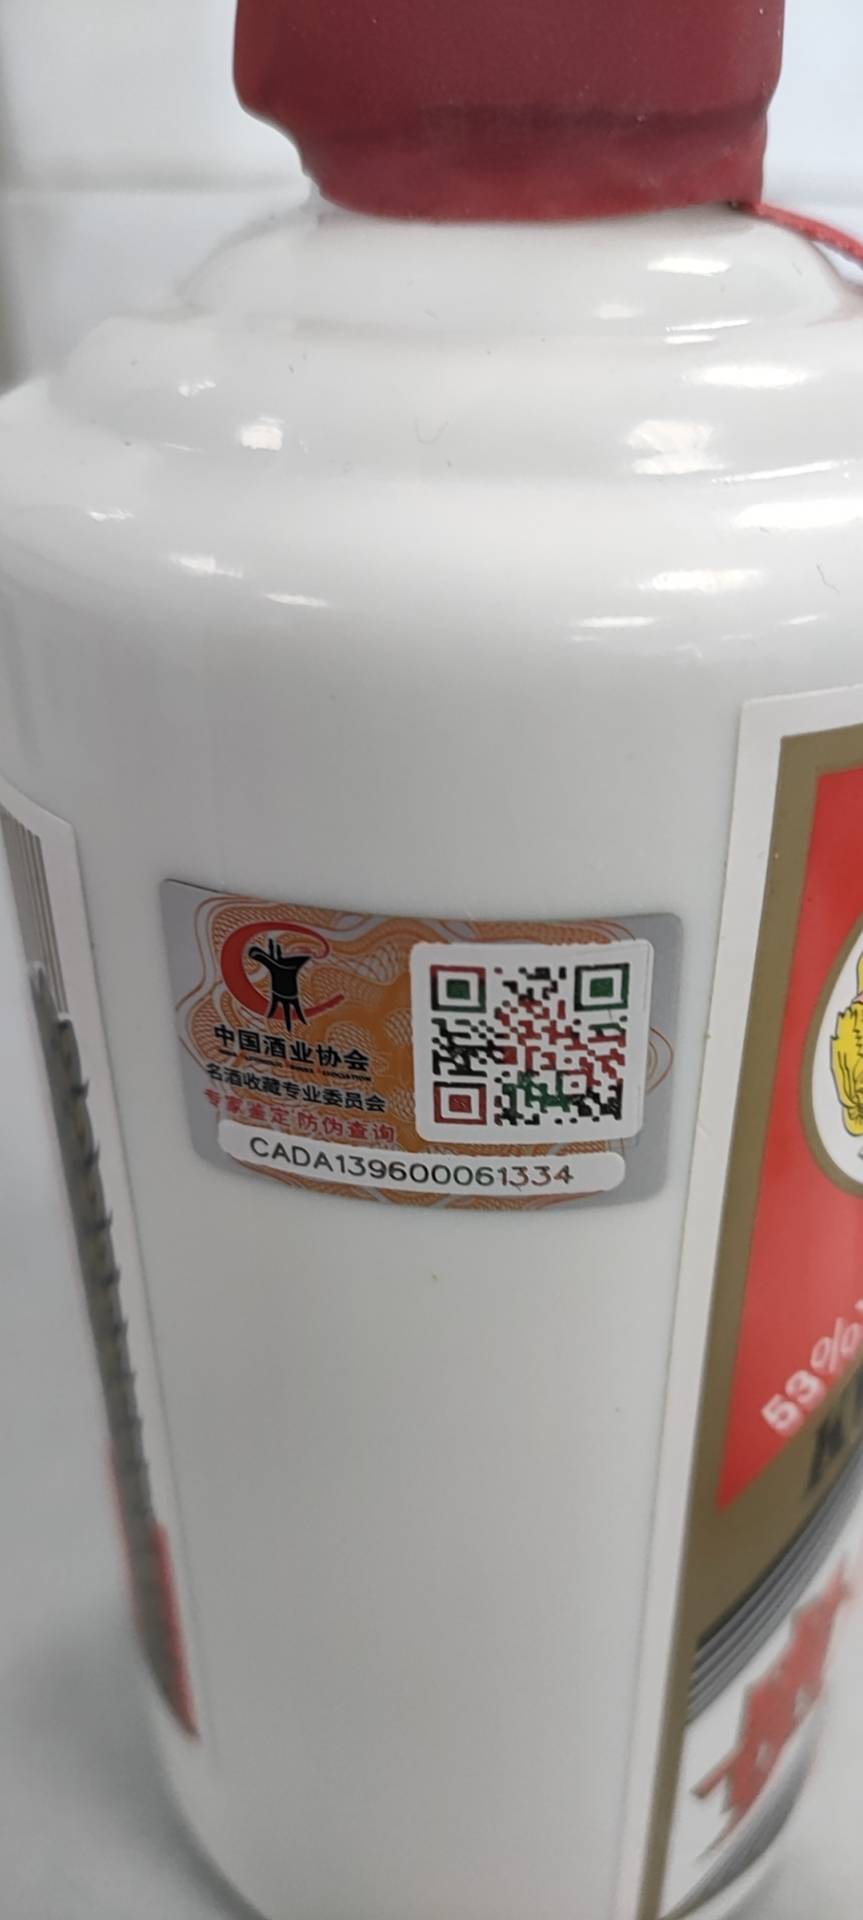 中国酒业协会
名酒收藏专业委员会
专家鉴定 防伪查询
CADA139600061334
53%